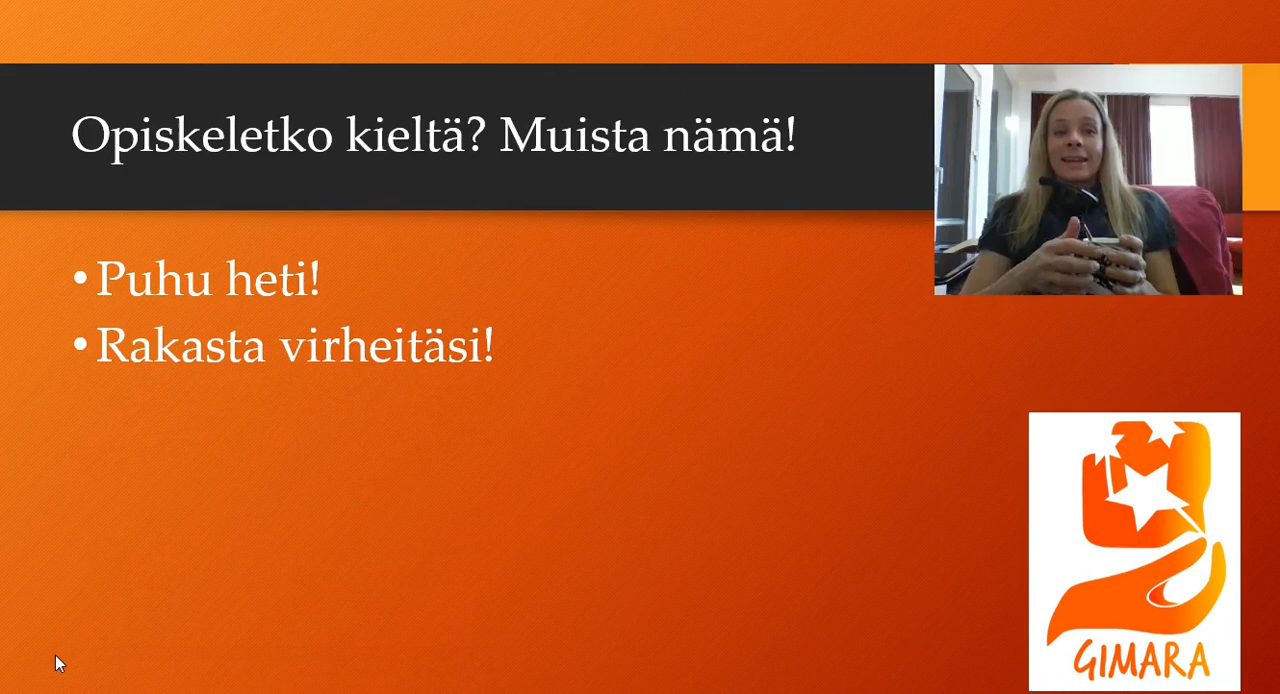 Opiskeletko kieltä? Muista nämä!
• Puhu heti!
• Rakasta virheitäsi!
GIMARA